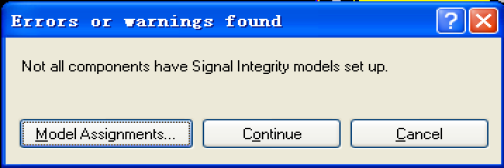 Errors or warnings found
Not all components have Signal Integrity models set up.
Model Assignments...
Continue
Cancel